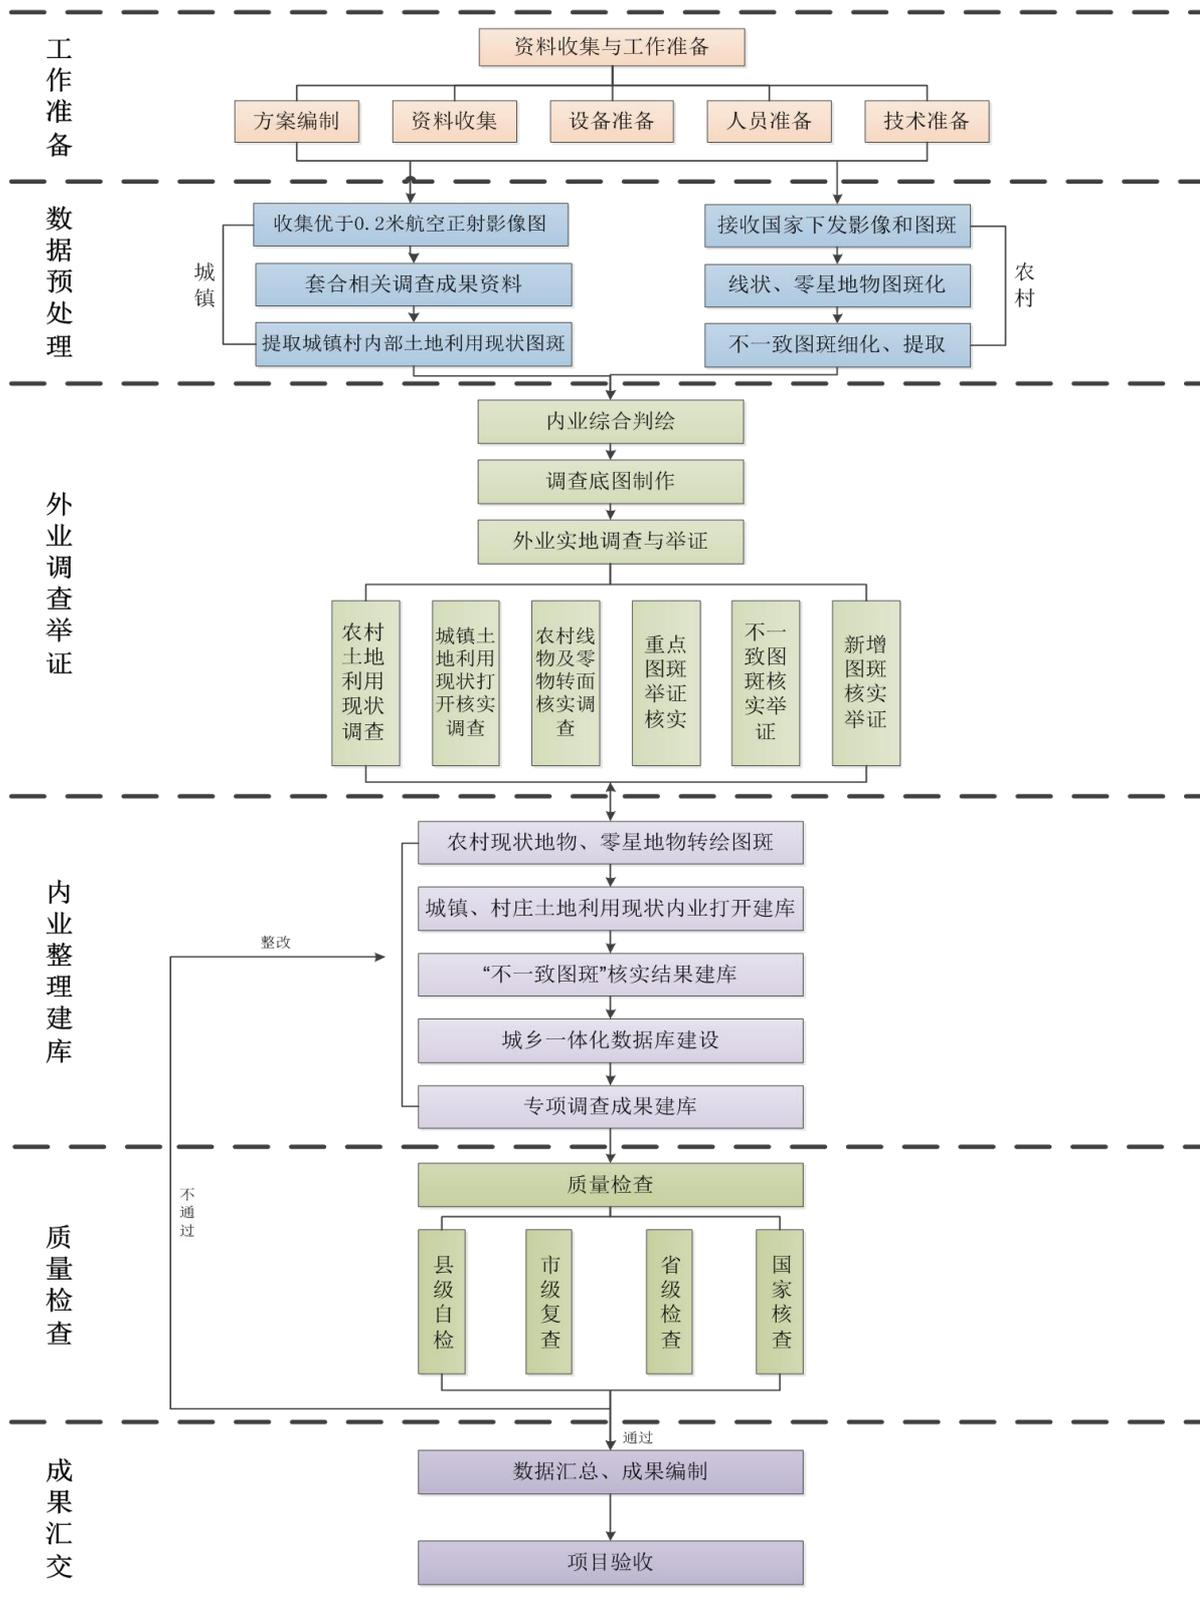 工作准备
资料收集与工作准备
方案编制
资料收集
设备准备
人员准备
技术准备
数据预处理
城镇
收集优于0.2米航空正射影像图
套合相关调查成果资料
提取城镇村内部土地利用现状图斑
接收国家下发影像和图斑
线状、零星地物图斑化
不一致图斑细化、提取
农村
外业调查举证
内业综合判绘
调查底图制作
外业实地调查与举证
农村
土地
利用
现状
调查
城镇土
地利用
现状打
开核实
调查
农村线
物及零
物转面
核实调
查
重点
图斑
举证
核实
不一
致图
斑核
实举
证
新增
图斑
核实
举证
内业整理建库
农村现状地物、零星地物转绘图斑
城镇、村庄土地利用现状内业打开建库
“不一致图斑”核实结果建库
城乡一体化数据库建设
专项调查成果建库
整改
不通过
质量检查
质量检查
县级自检
市级复查
省级检查
国家核查
通过
成果汇交
数据汇总、成果编制
项目验收